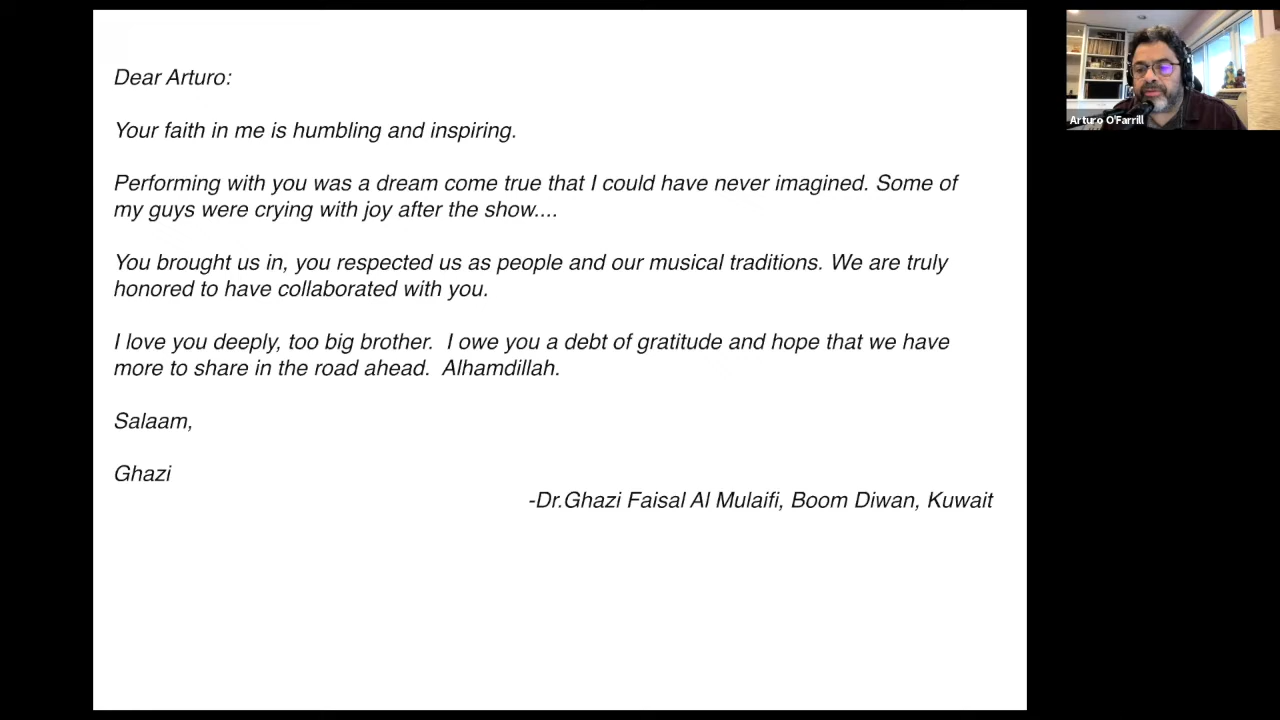 Dear Arturo:
Your faith in me is humbling and inspiring.
Performing with you was a dream come true that I could have never imagined. Some of
my guys were crying with joy after the show....
You brought us in, you respected us as people and our musical traditions. We are truly
honored to have collaborated with you.
I love you deeply, too big brother.  I owe you a debt of gratitude and hope that we have
more to share in the road ahead.  Alhamdillah.
Salaam,
Ghazi
-Dr.Ghazi Faisal Al Mulaifi, Boom Diwan, Kuwait
Arturo O'Farrill